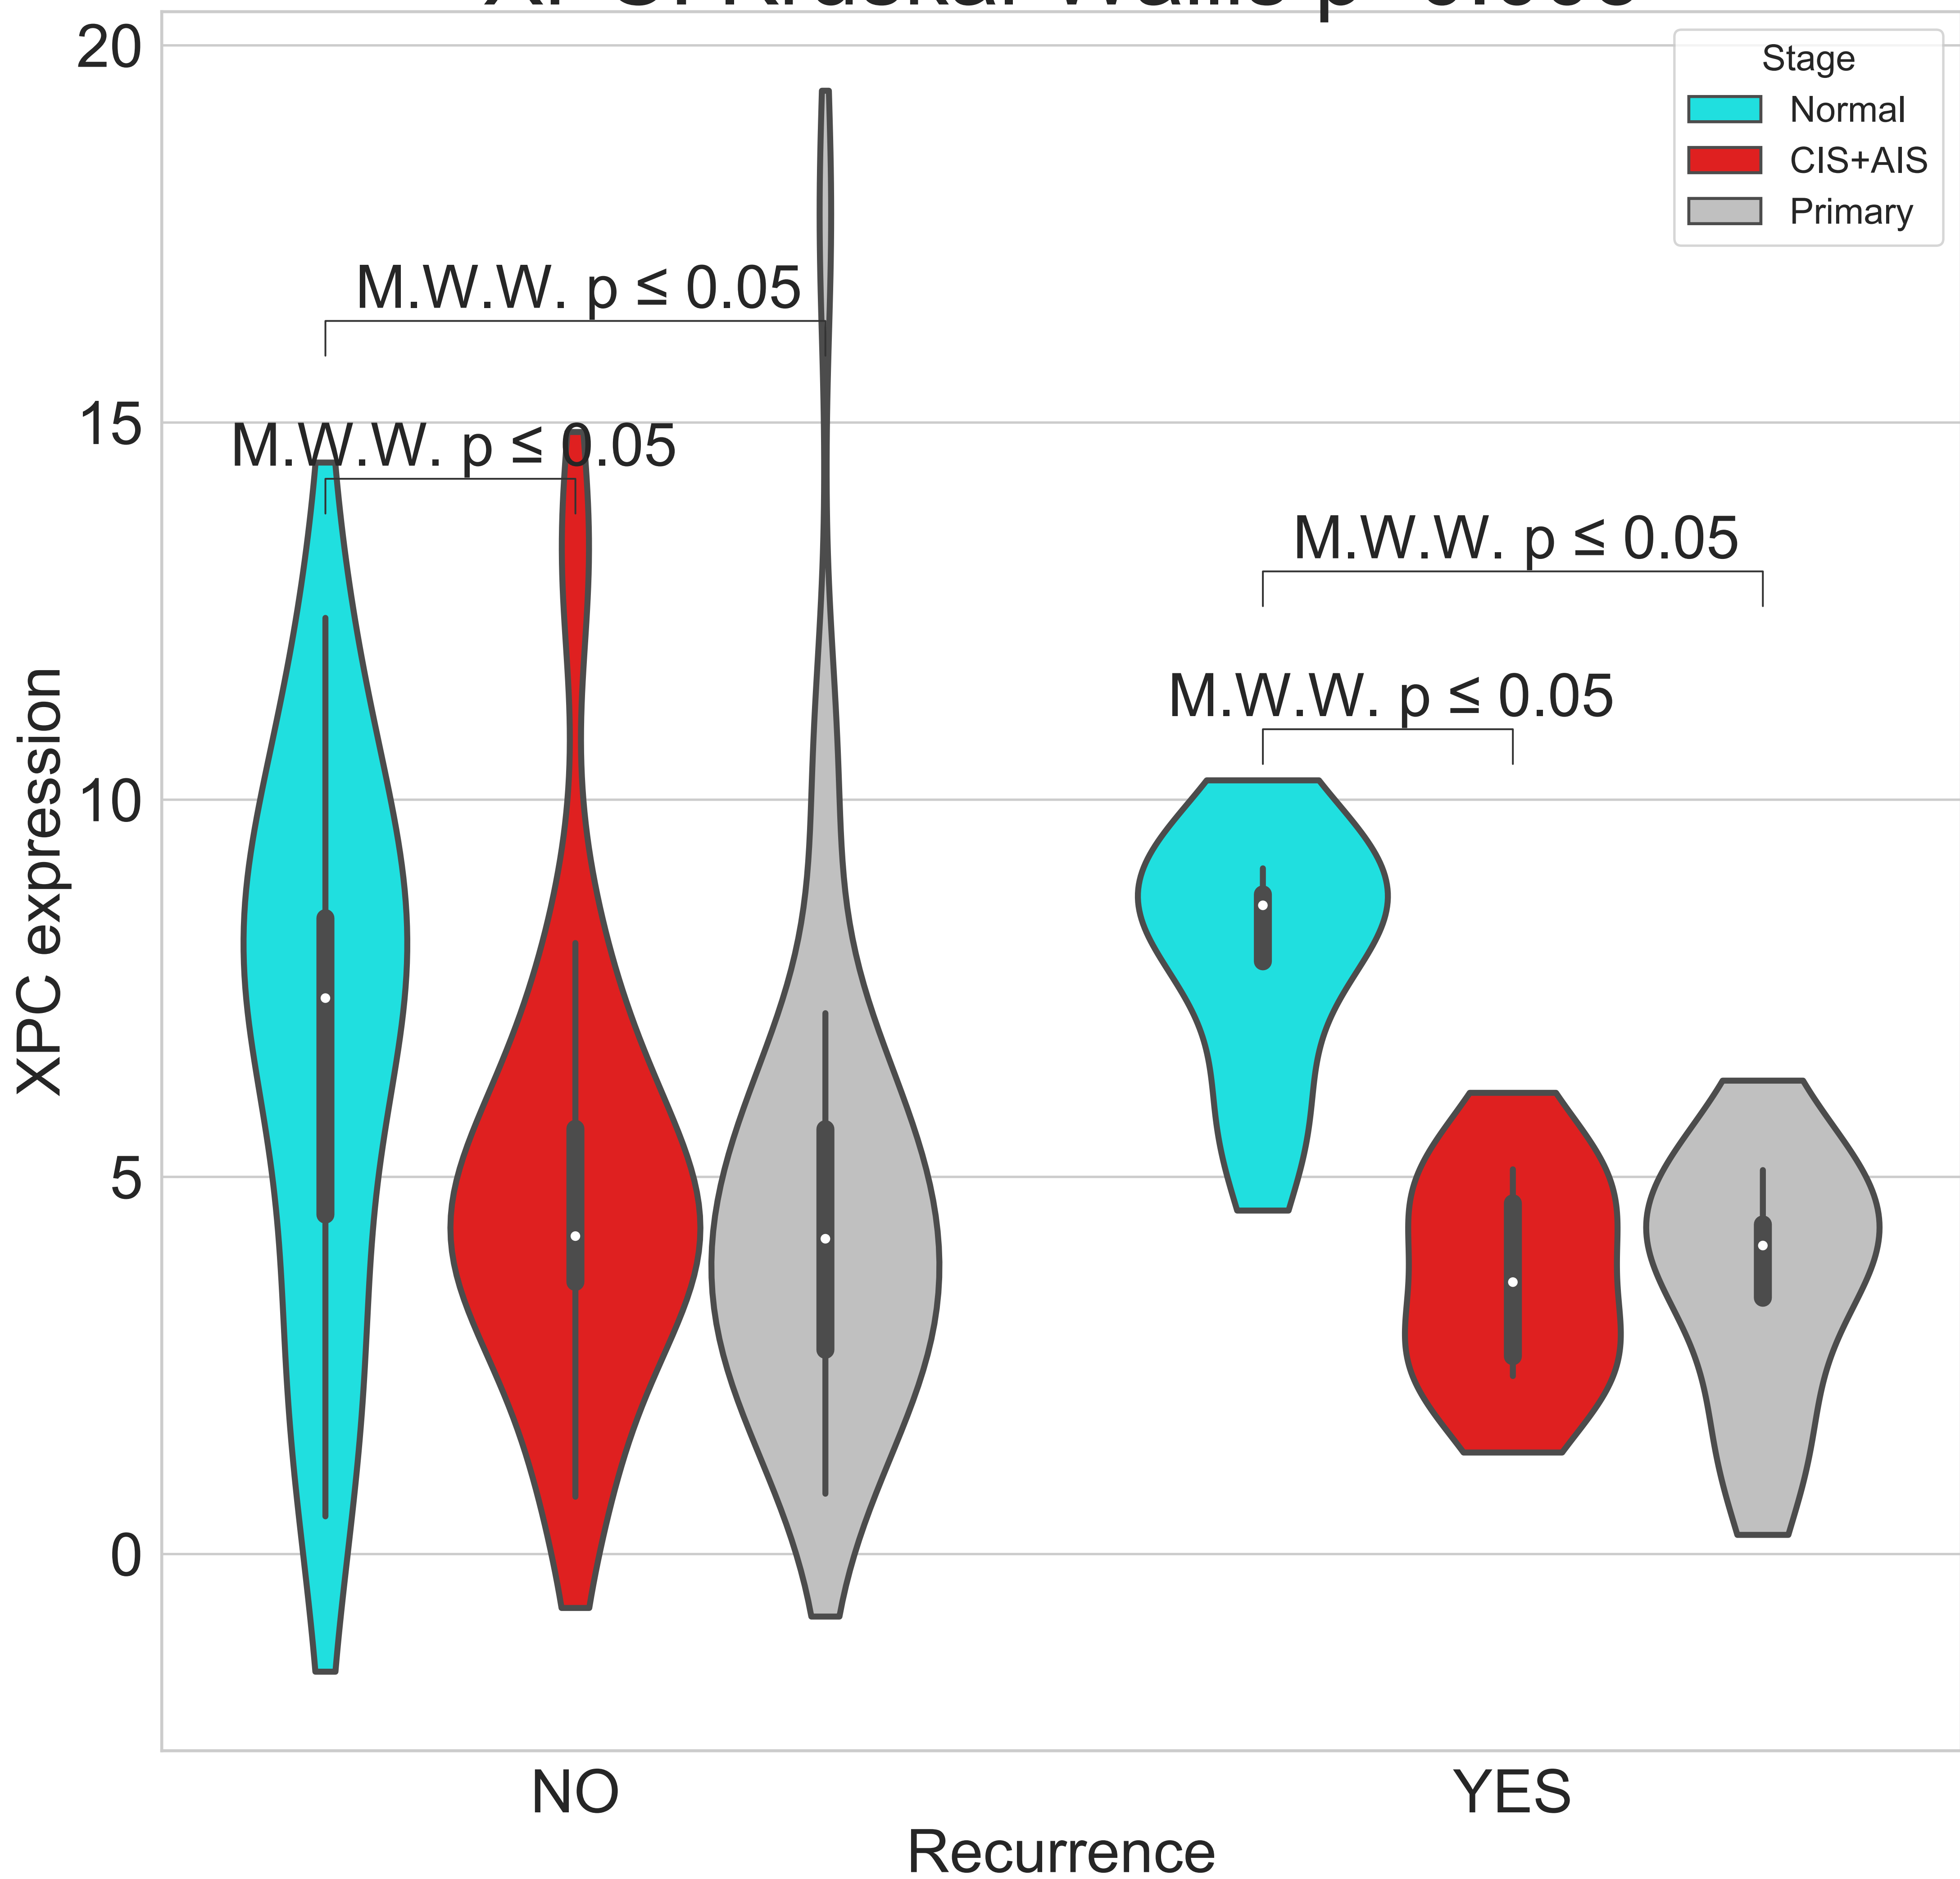 20
15
10
5
0
XPC expression
Stage
Normal
CIS+AIS
Primary
M.W.W. p ≤ 0.05
M.W.W. p ≤ 0.05
M.W.W. p ≤ 0.05
M.W.W. p ≤ 0.05
NO
YES
Recurrence